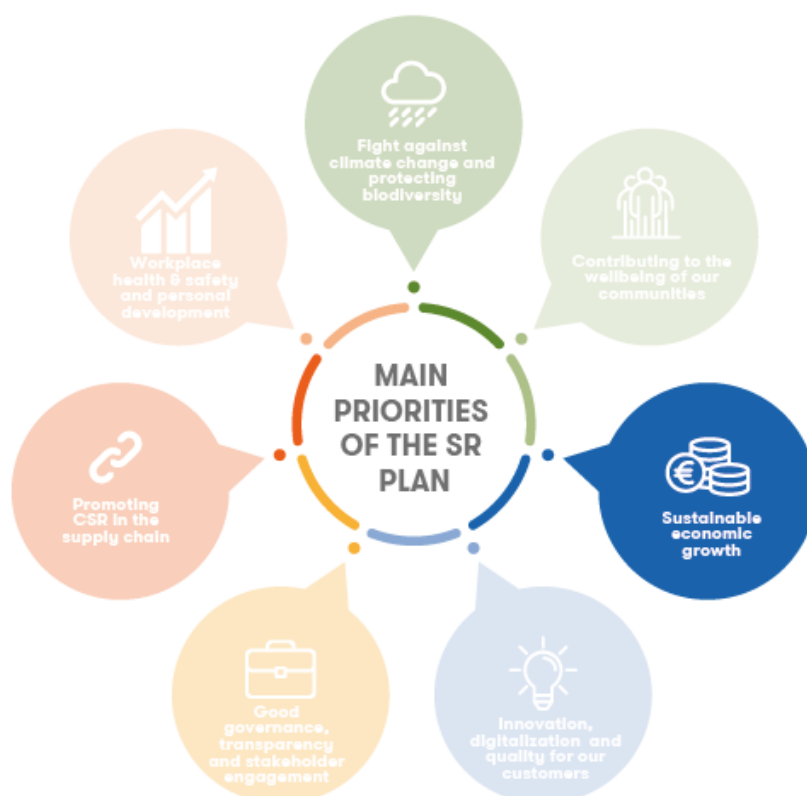 MAIN
PRIORITIES
OF THE SR
PLAN
Fight against
climate change and
protecting
biodiversity
Contributing to the
wellbeing of our
communities
Sustainable
economic
growth
Innovation,
digitalization and
quality for our
customers
Good
governance,
transparency
and stakeholder
engagement
Promoting
CSR in the
supply chain
Workplace
health & safety
and personal
development